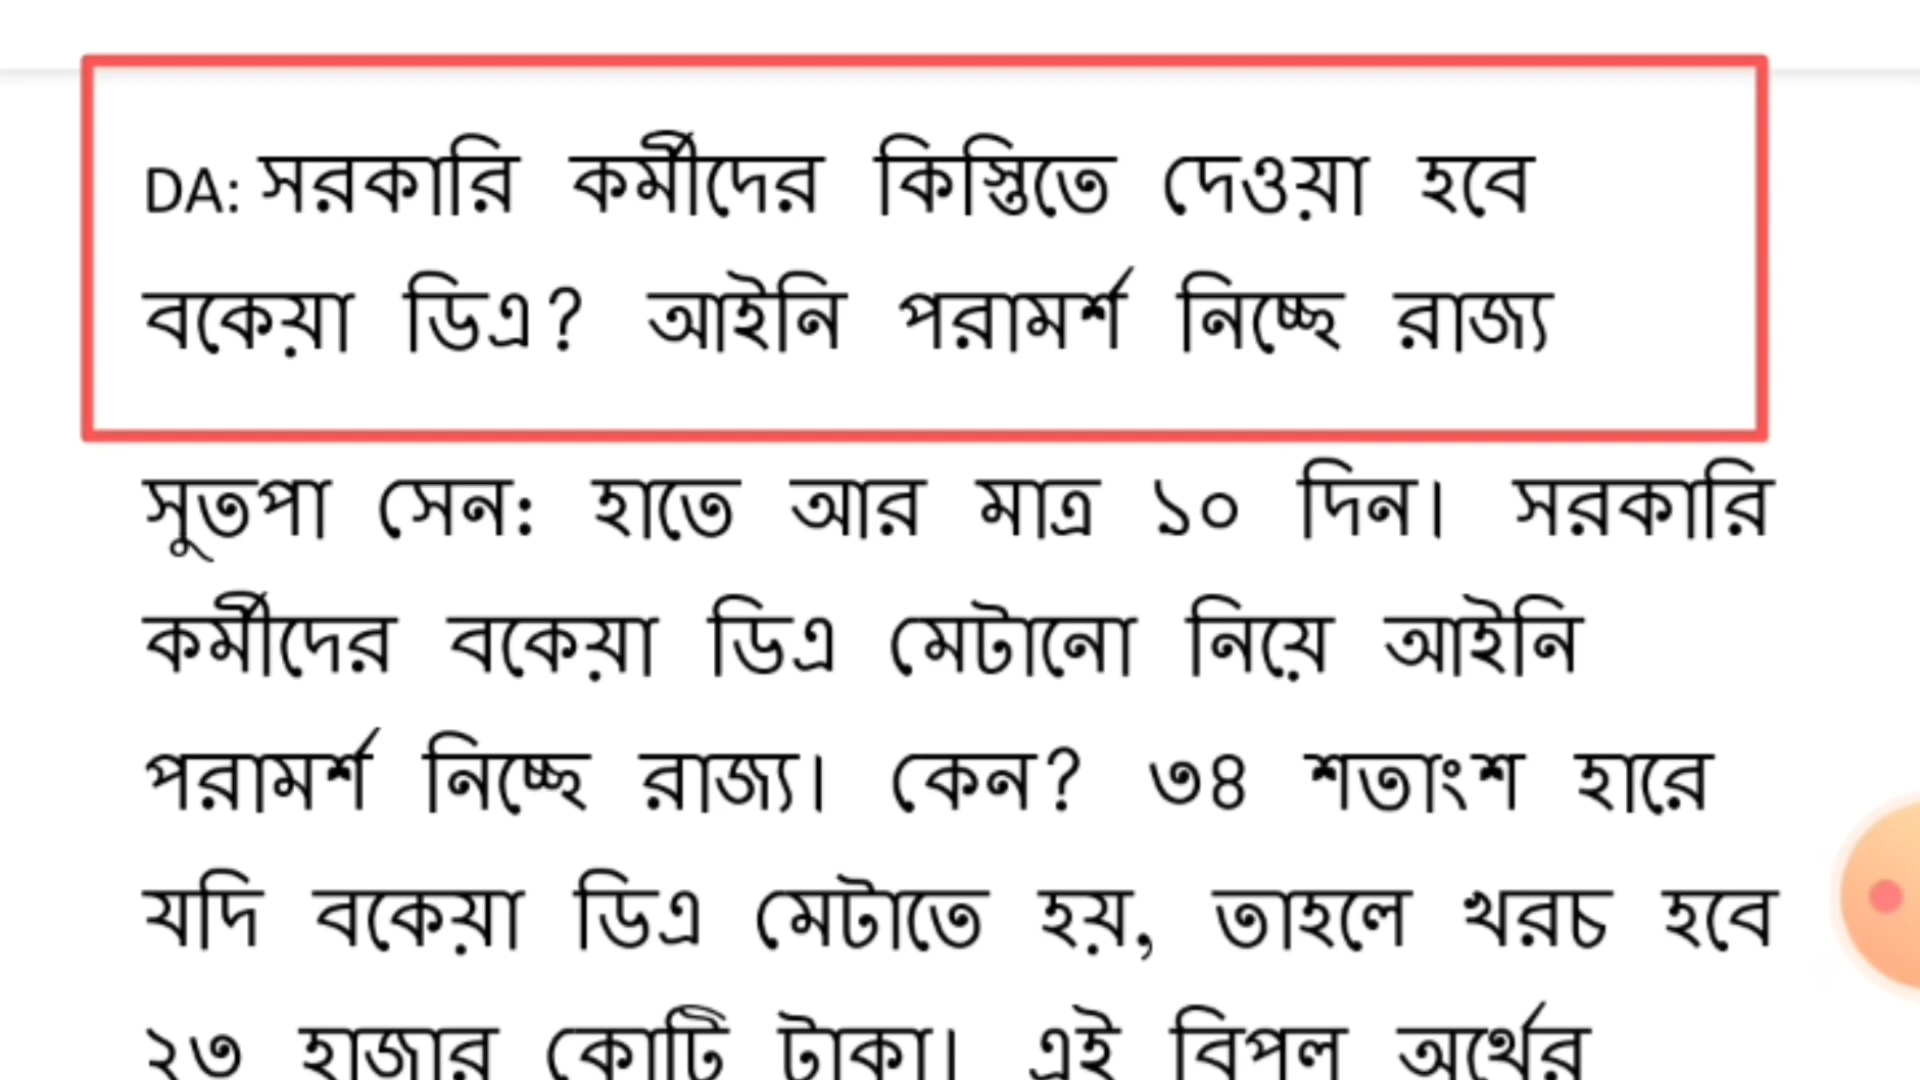 DA: সরকারি কর্মীদের কিস্তিতে দেওয়া হবে
বকেয়া ডিএ? আইনি পরামর্শ নিচ্ছে রাজ্য
সুতপা সেন: হাতে আর মাত্র ১০ দিন। সরকারি
কর্মীদের বকেয়া ডিএ মেটানো নিয়ে আইনি
পরামর্শ নিচ্ছে রাজ্য। কেন? ৩৪ শতাংশ হারে
যদি বকেয়া ডিএ মেটাতে হয়, তাহলে খরচ হবে
২৩ হাজার কোটি টাকা। এই বিপুল অর্থের